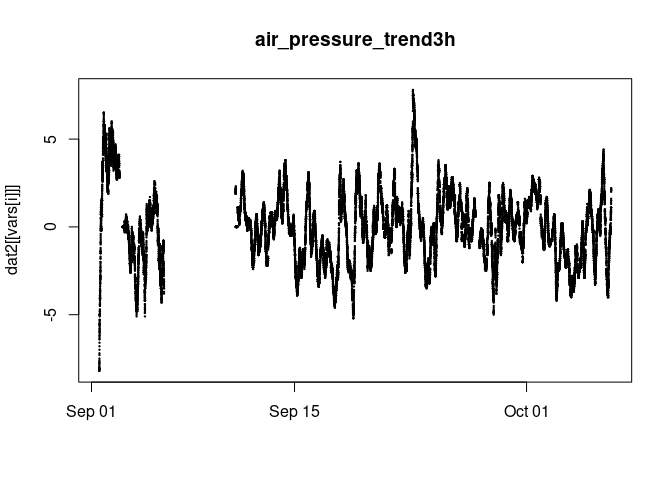 air_pressure_trend3h
dat2[[vars[i]]]
5
0
-5
Sep 01
Sep 15
Oct 01